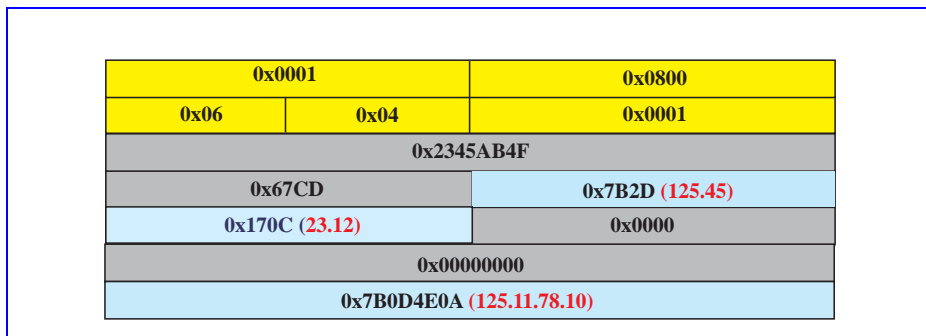 0x0001 0x0800
0x06 0x04 0x0001
0x2345AB4F
0x67CD 0x7B2D (125.45)
0x170C (23.12) 0x0000
0x00000000
0x7B0D4E0A (125.11.78.10)